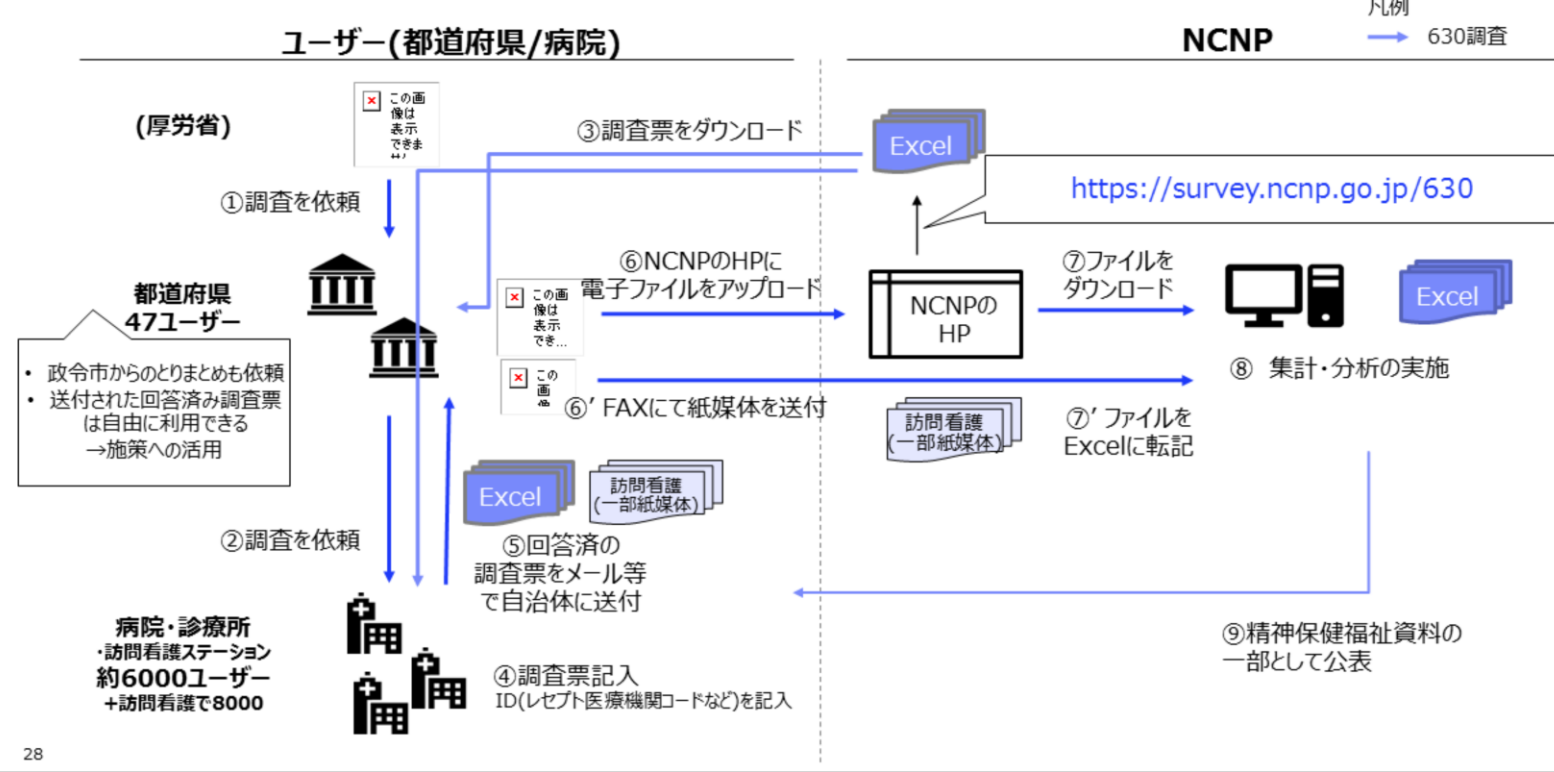 凡例
630調査
ユーザー(都道府県/病院)
NCNP
(厚労省)
この画
像は
表示
できま
①調査を依頼
③調査票をダウンロード
Excel
https://survey.ncnp.go.jp/630
都道府県
47ユーザー
・政令市からのとりまとめも依頼
・送付された回答済み調査票
は自由に利用できる
→施策への活用
この画
像は
表示
でき...
⑥NCNPのHPに
電子ファイルをアップロード
NCNPの
HP
⑦ファイルを
ダウンロード
Excel
⑧ 集計・分析の実施
この
画
⑥’FAXにて紙媒体を送付
訪問看護
(一部紙媒体)
⑦’ファイルを
Excelに転記
②調査を依頼
Excel
訪問看護
(一部紙媒体)
⑤回答済の
調査票をメール等
で自治体に送付
病院・診療所
・訪問看護ステーション
約6000ユーザー
+訪問看護で8000
④調査票記入
ID(レセプト医療機関コードなど)を記入
⑨精神保健福祉資料の
一部として公表
28